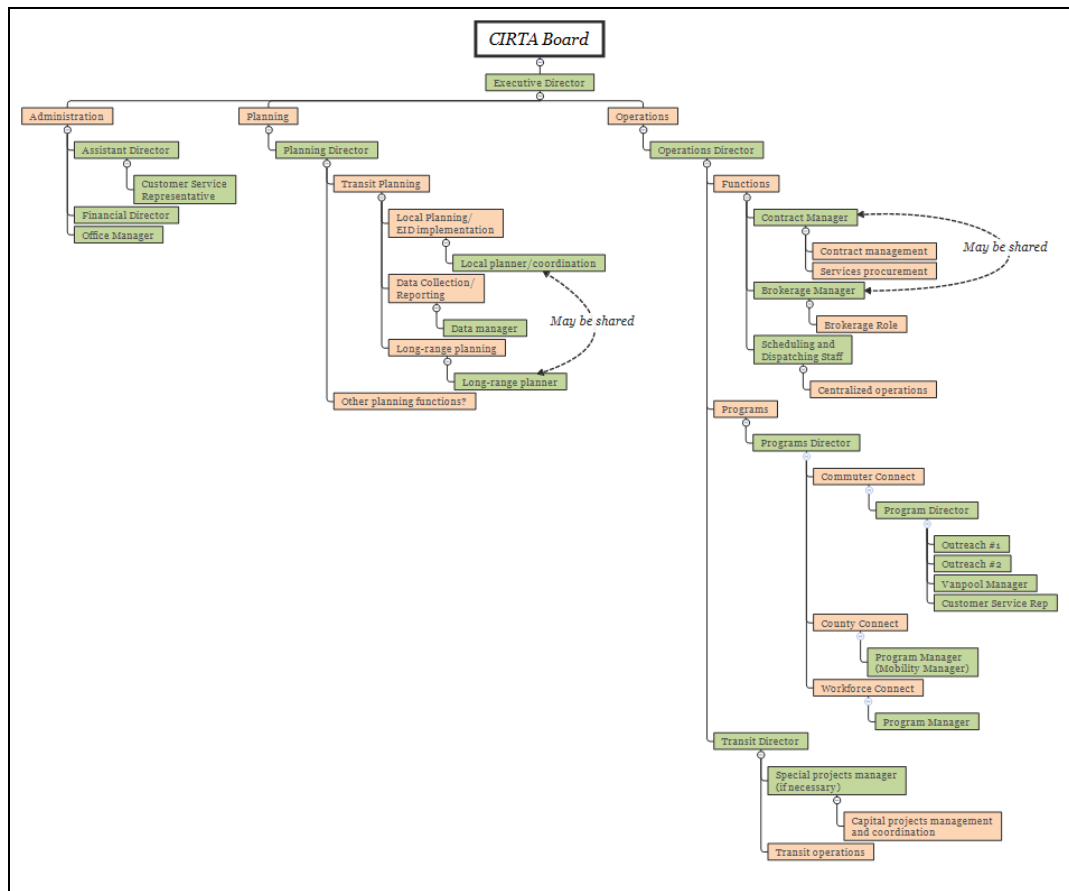 CIRTA Board
Executive Director
Administration
Assistant Director
Customer Service
Representative
Financial Director
Office Manager
Planning
Planning Director
Transit Planning
Local Planning/
EID implementation
Local planner/coordination
Data Collection/
Reporting
Data manager
Long-range planning
Long-range planner
May be shared
Other planning functions?
Operations
Operations Director
Functions
Contract Manager
Contract management
Services procurement
Brokerage Manager
May be shared
Brokerage Role
Scheduling and
Dispatching Staff
Centralized operations
Programs
Programs Director
Commuter Connect
Program Director
Outreach #1
Outreach #2
Vanpool Manager
Customer Service Rep
County Connect
Program Manager
(Mobility Manager)
Workforce Connect
Program Manager
Transit Director
Special projects manager
(if necessary)
Capital projects management
and coordination
Transit operations